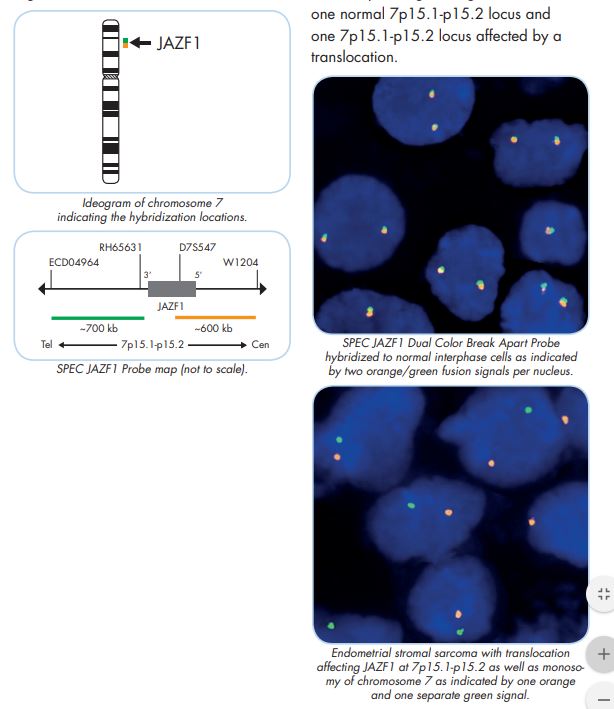 JAZF1
Ideogram of chromosome 7
indicating the hybridization locations.
RH65631
D7S547
ECD04964
W1204
3'
5'
JAZF1
~700 kb
~600 kb
Tel
7p15.1-p15.2
Cen
SPEC JAZF1 Probe map (not to scale).
one normal 7p15.1-p15.2 locus and
one 7p15.1-p15.2 locus affected by a
translocation.
SPEC JAZF1 Dual Color Break Apart Probe
hybridized to normal interphase cells as indicated
by two orange/green fusion signals per nucleus.
Endometrial stromal sarcoma with translocation
affecting JAZF1 at 7p15.1-p15.2 as well as monoso-
my of chromosome 7 as indicated by one orange
and one separate green signal.